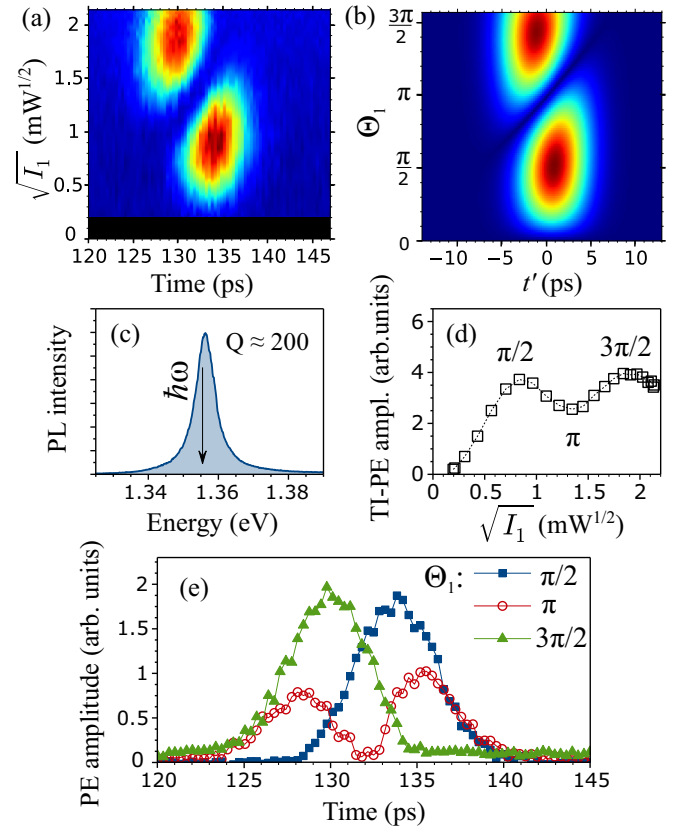 (a)
√I₁ (mW¹ᐟ²)
2
1.5
1
0.5
0
120 125 130 135 140 145
Time (ps)
(b)
Θ₁
3π/2
π
π/2
0
−10 −5 0 5 10
t′ (ps)
(c)
Q ≈ 200
ħω
PL intensity
1.34 1.36 1.38
Energy (eV)
(d)
TI-PE ampl. (arb.units)
8
6
4
2
0
π/2
3π/2
π
0 0.5 1 1.5 2
√I₁ (mW¹ᐟ²)
(e)
Θ₁:
π/2
π
3π/2
PE amplitude (arb. units)
2
1.5
1
0.5
0
120 125 130 135 140 145
Time (ps)